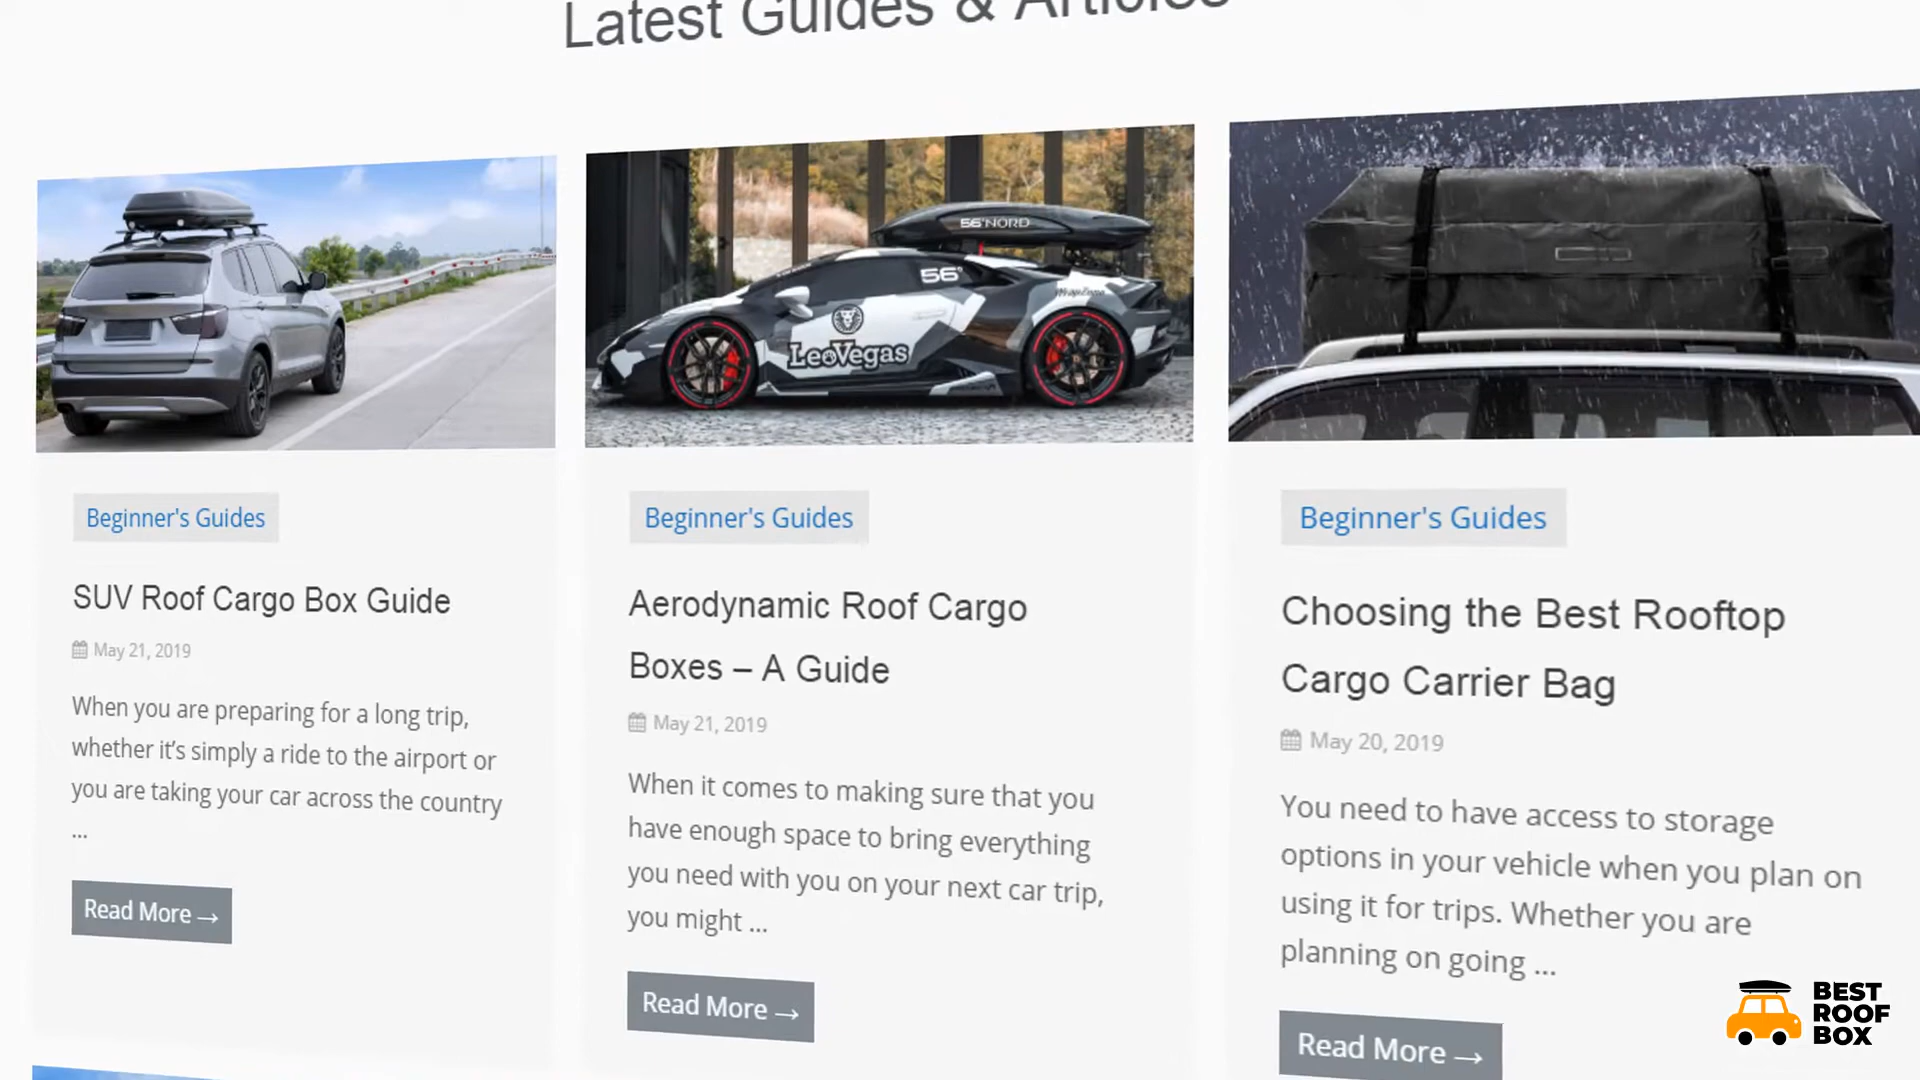 Latest Guides & Articles
56°NORD
56°
WrapZone
LeoVegas
Beginner's Guides
SUV Roof Cargo Box Guide
May 21, 2019
When you are preparing for a long trip,
whether it's simply a ride to the airport or
you are taking your car across the country
...
Read More →
Beginner's Guides
Aerodynamic Roof Cargo
Boxes – A Guide
May 21, 2019
When it comes to making sure that you
have enough space to bring everything
you need with you on your next car trip,
you might ...
Read More →
Beginner's Guides
Choosing the Best Rooftop
Cargo Carrier Bag
May 20, 2019
You need to have access to storage
options in your vehicle when you plan on
using it for trips. Whether you are
planning on going ...
Read More →
BEST
ROOF
BOX